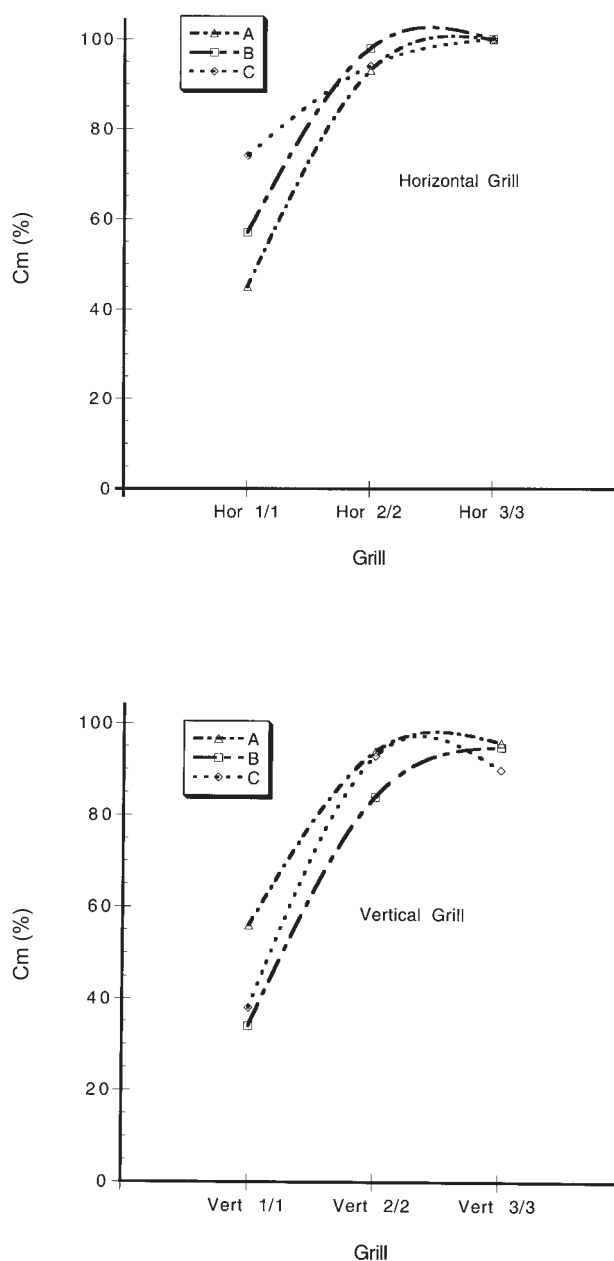 100
A
B
C
80
Horizontal Grill
60
Cm (%)
40
20
0
Hor 1/1 Hor 2/2 Hor 3/3
Grill
100
A
B
C
80
60
Vertical Grill
Cm (%)
40
20
0
Vert 1/1 Vert 2/2 Vert 3/3
Grill